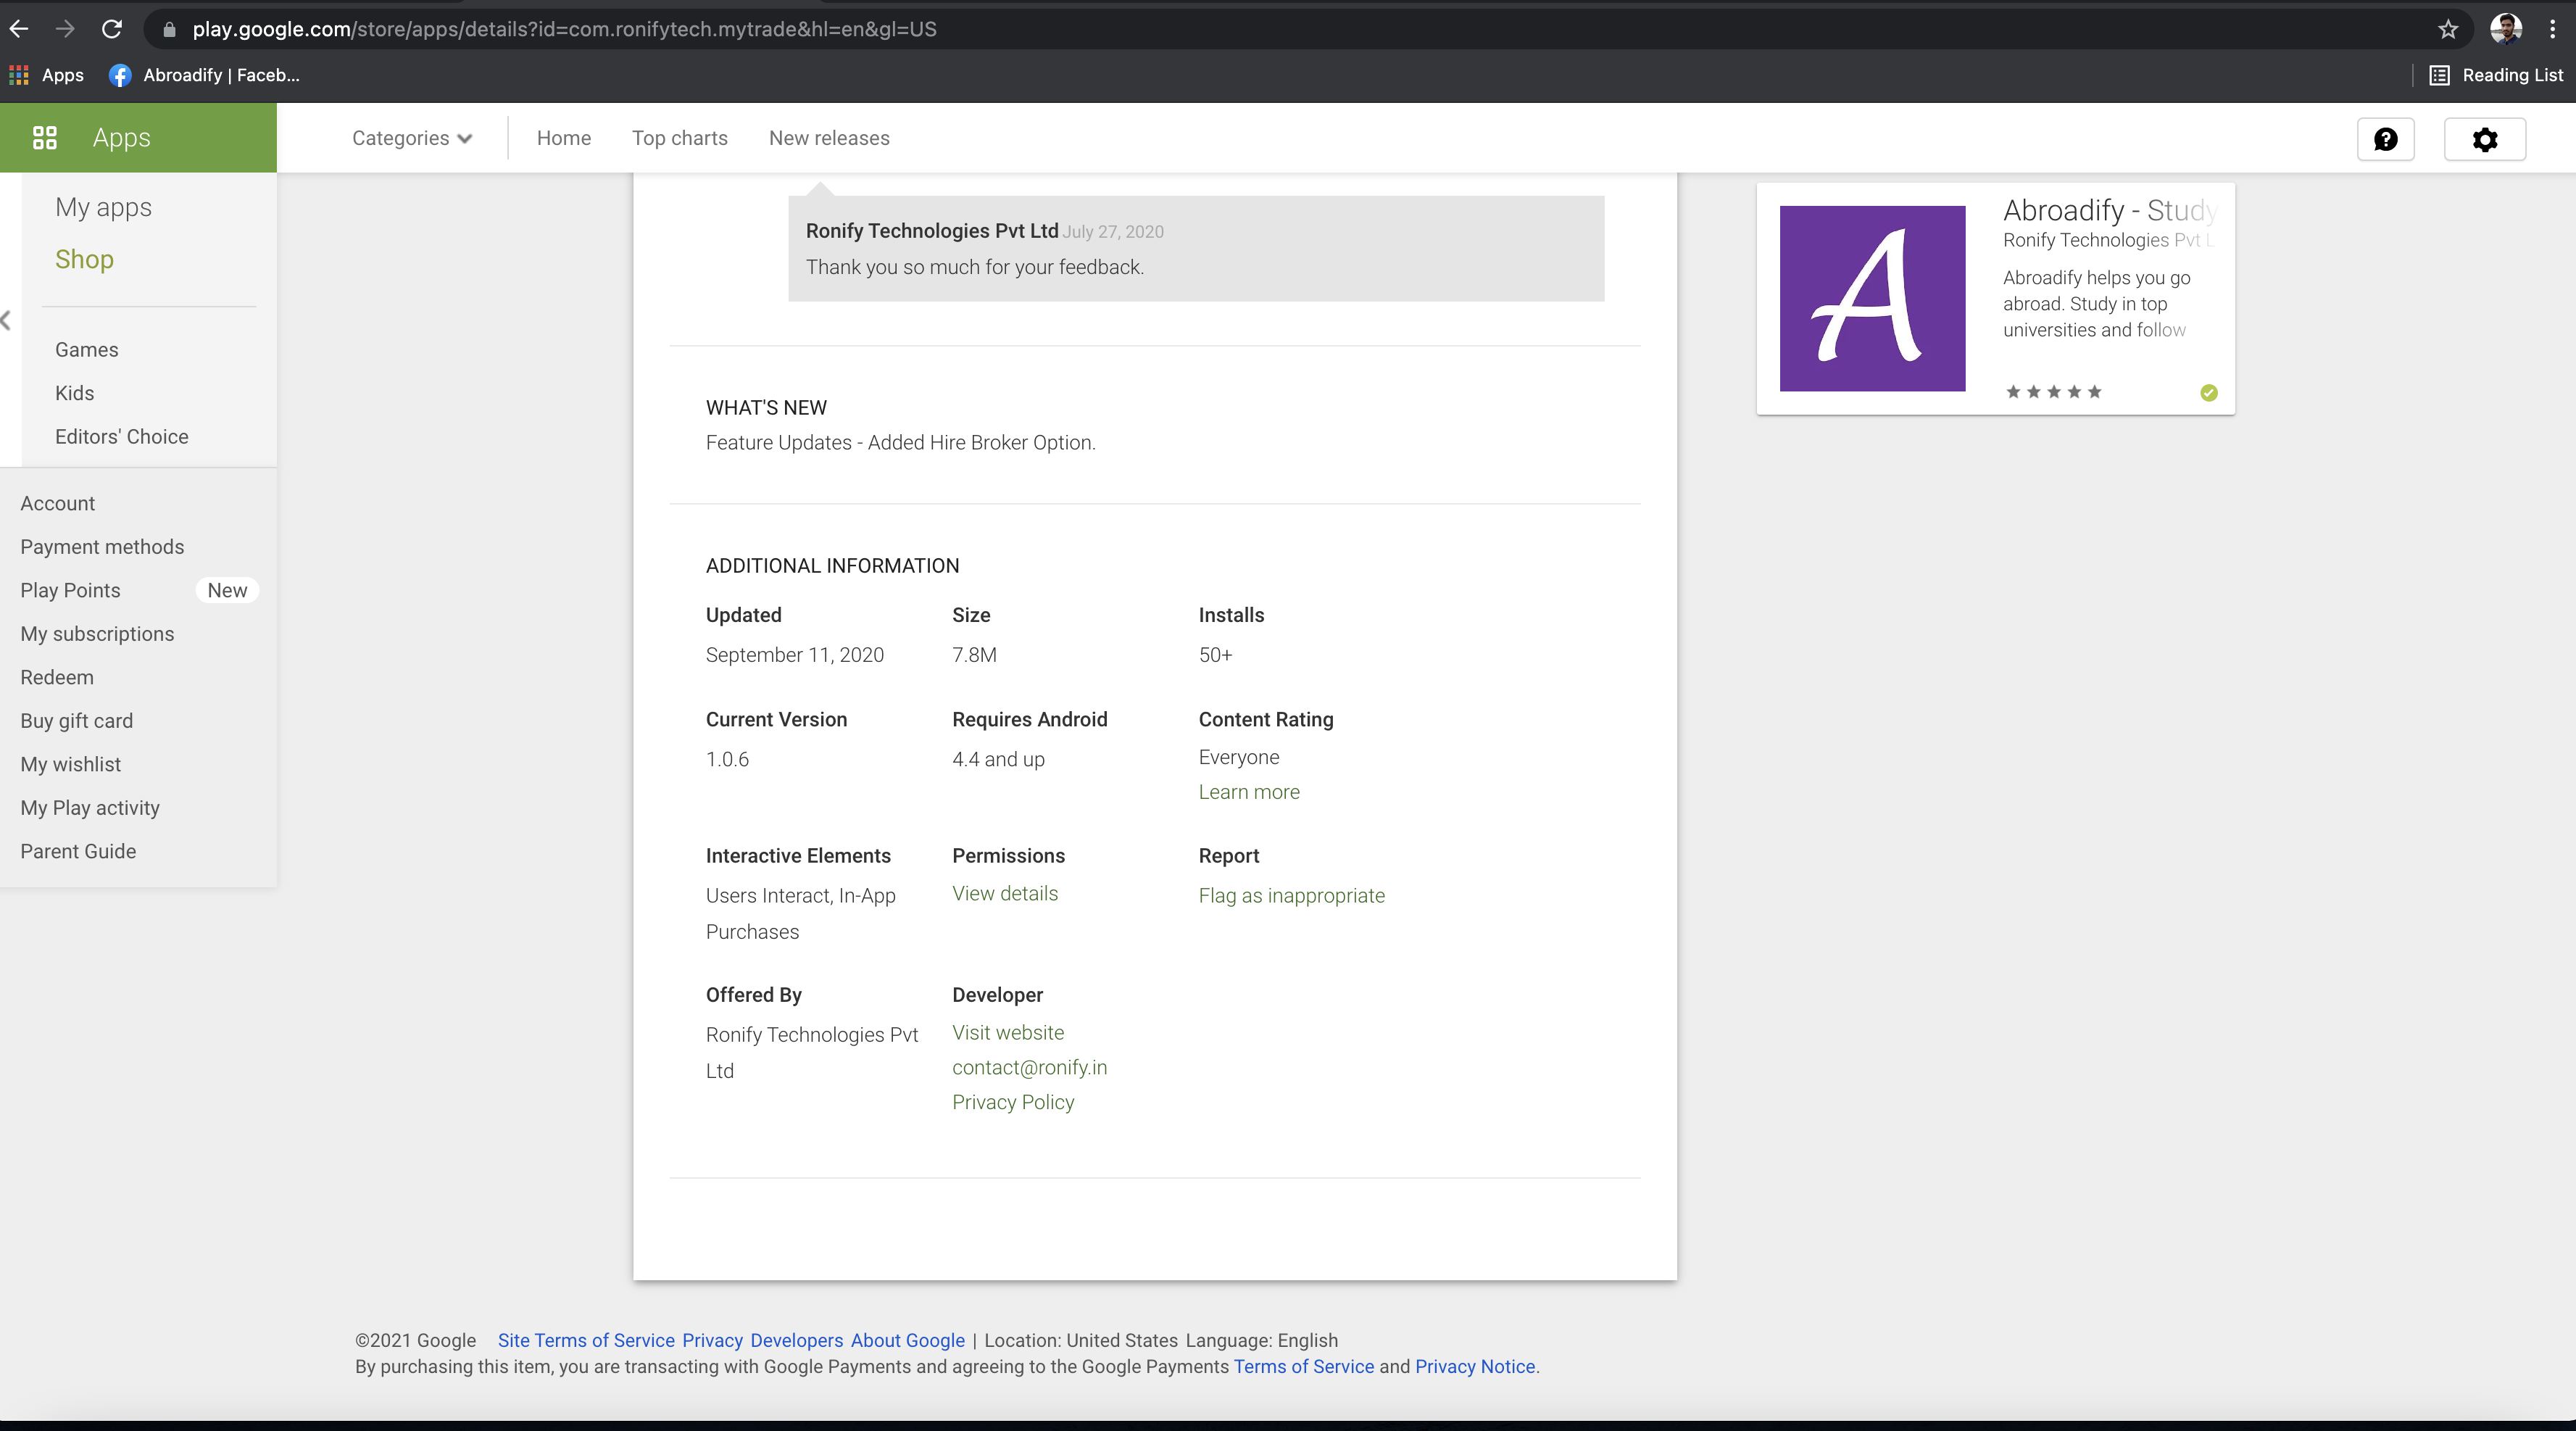 play.google.com/store/apps/details?id=com.ronifytech.mytrade&hl=en&gl=US
Apps
Abroadify | Faceb...
Reading List
Apps
Categories
Home
Top charts
New releases
My apps
Shop
Games
Kids
Editors' Choice
Account
Payment methods
Play Points New
My subscriptions
Redeem
Buy gift card
My wishlist
My Play activity
Parent Guide
Ronify Technologies Pvt Ltd July 27, 2020
Thank you so much for your feedback.
WHAT'S NEW
Feature Updates - Added Hire Broker Option.
ADDITIONAL INFORMATION
Updated
September 11, 2020
Size
7.8M
Installs
50+
Current Version
1.0.6
Requires Android
4.4 and up
Content Rating
Everyone
Learn more
Interactive Elements
Users Interact, In-App
Purchases
Permissions
View details
Report
Flag as inappropriate
Offered By
Ronify Technologies Pvt
Ltd
Developer
Visit website
contact@ronify.in
Privacy Policy
A
Abroadify - Study
Ronify Technologies Pvt L
Abroadify helps you go
abroad. Study in top
universities and follow
©2021 Google Site Terms of Service Privacy Developers About Google | Location: United States Language: English
By purchasing this item, you are transacting with Google Payments and agreeing to the Google Payments Terms of Service and Privacy Notice.